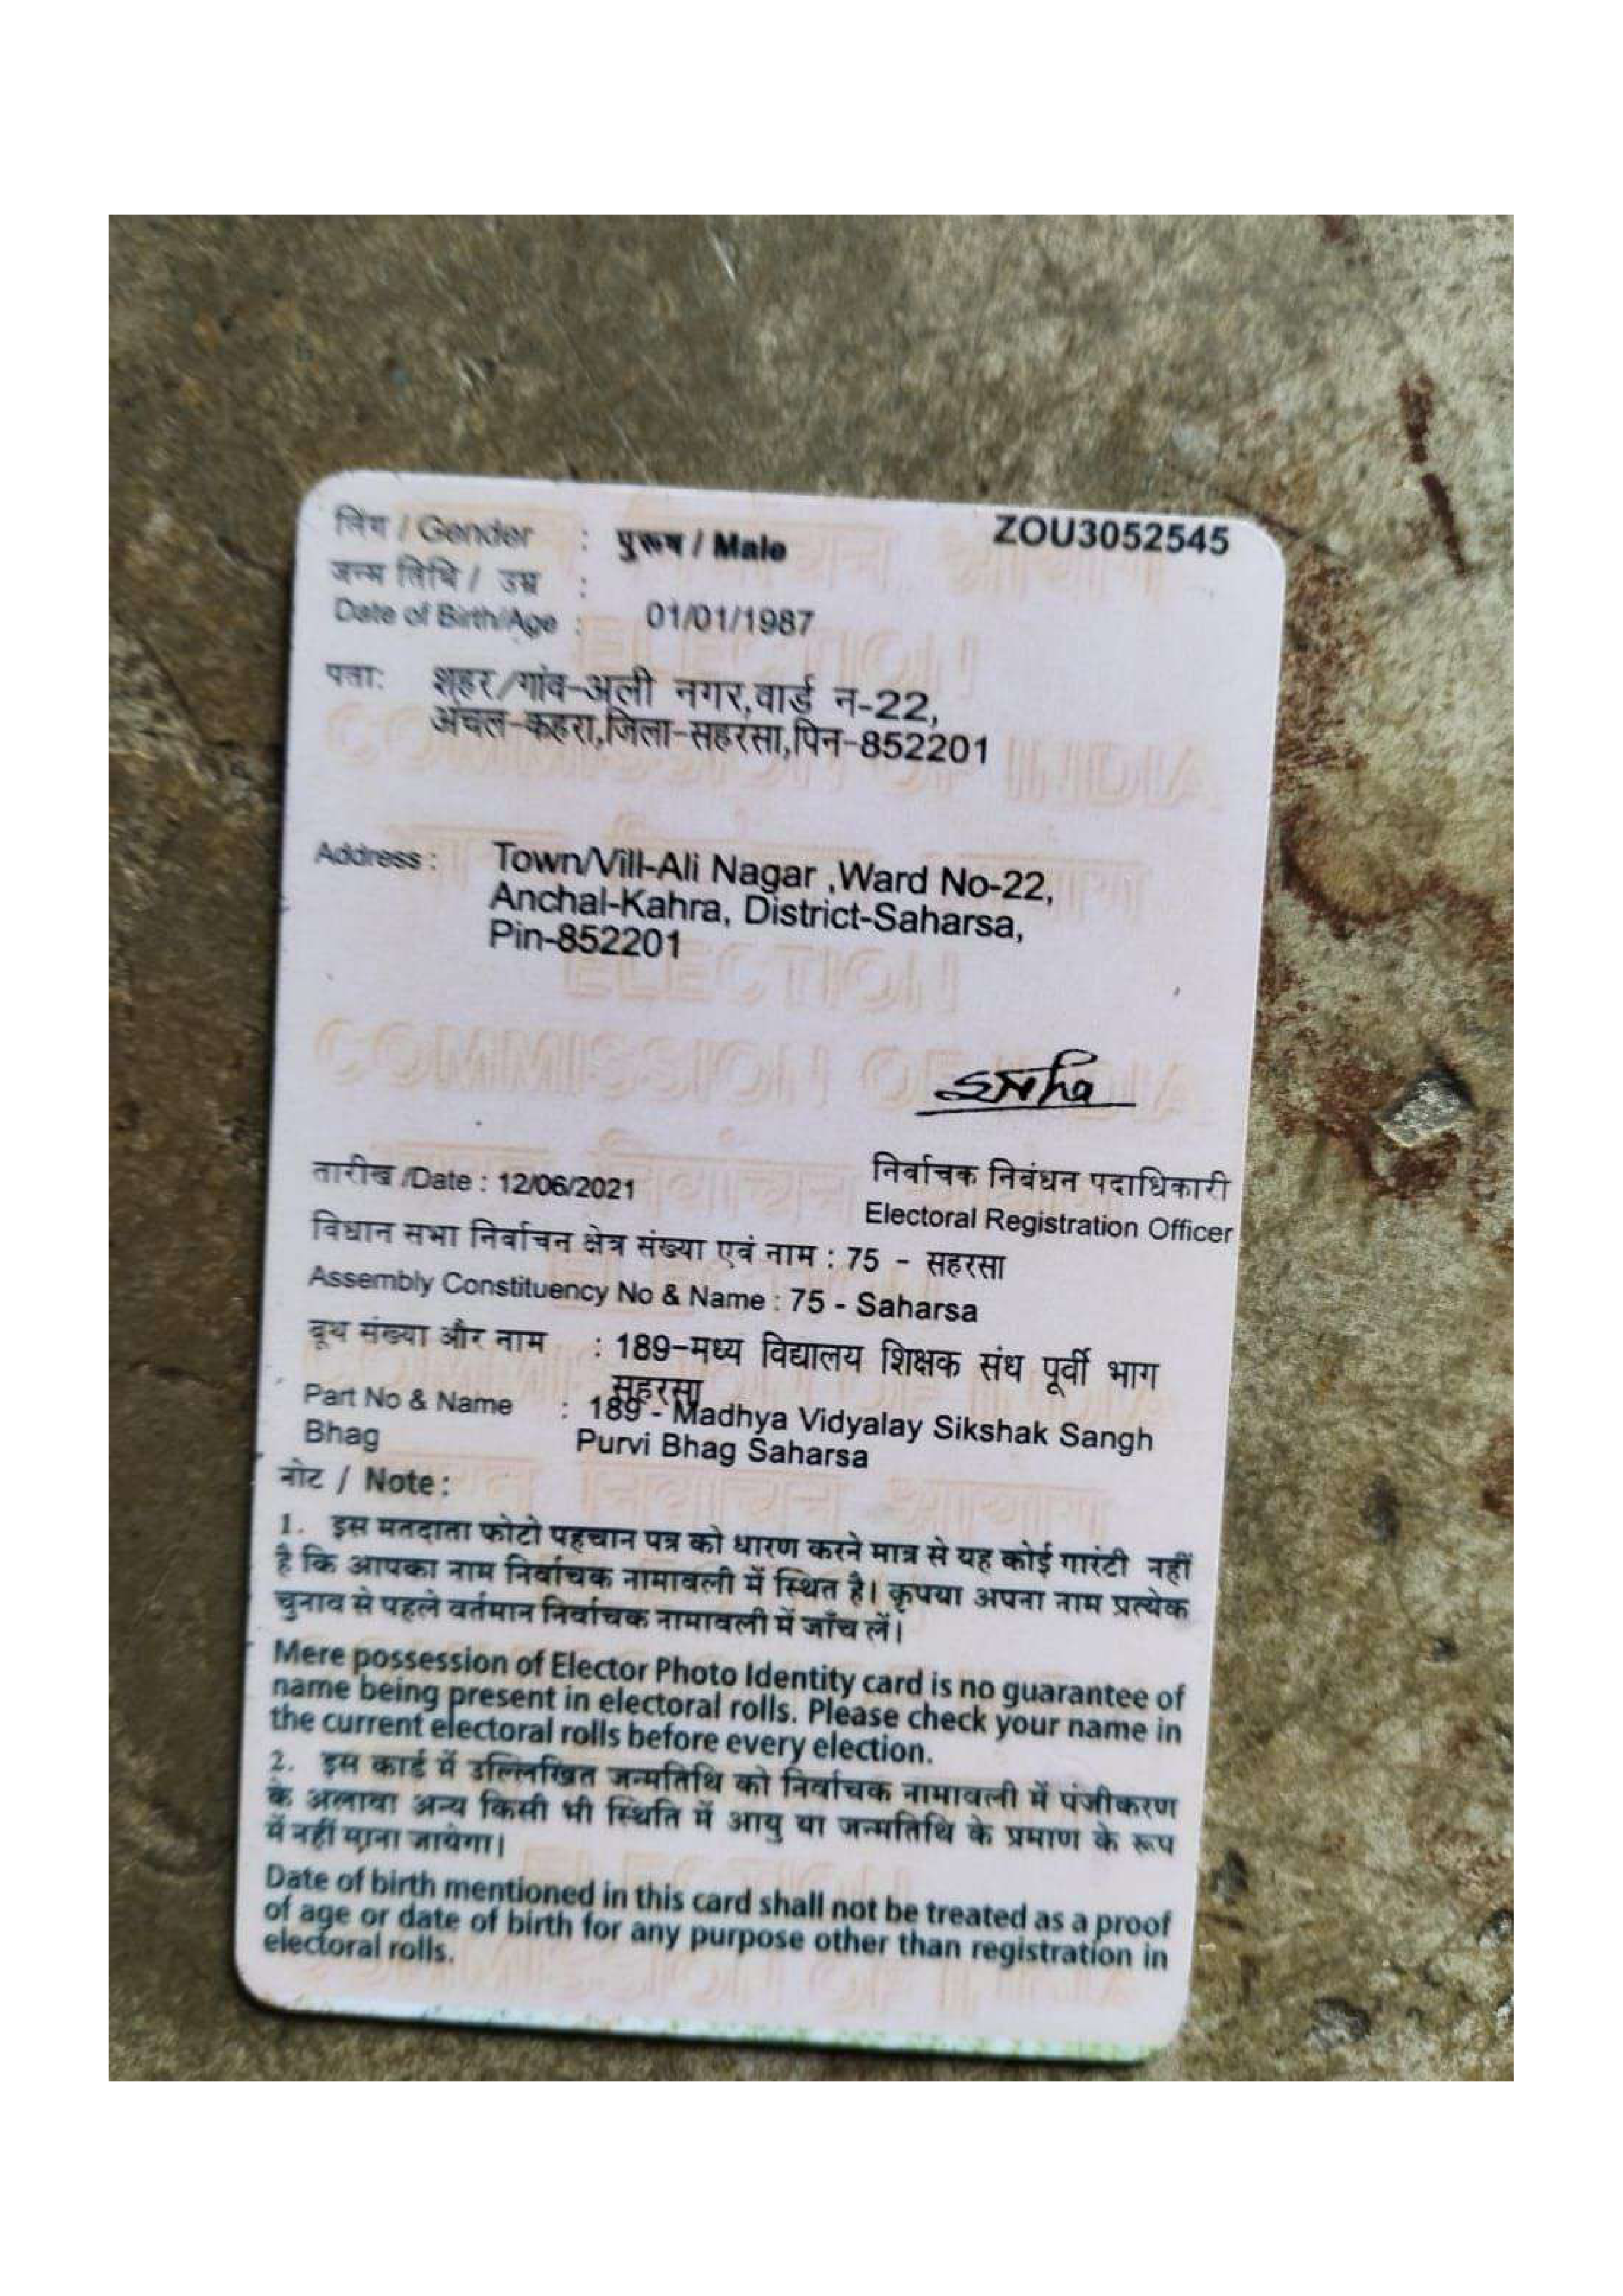 लिंग / Gender : पुरूष / Male ZOU3052545
जन्म तिथि / उम्र :
Date of Birth/Age : 01/01/1987
पता: शहर/गांव-अली नगर,वार्ड न-22,
अंचल-कहरा,जिला-सहरसा,पिन-852201
Address : Town/Vill-Ali Nagar ,Ward No-22,
Anchal-Kahra, District-Saharsa,
Pin-852201
तारीख /Date : 12/06/2021
निर्वाचक निबंधन पदाधिकारी
Electoral Registration Officer
विधान सभा निर्वाचन क्षेत्र संख्या एवं नाम : 75 - सहरसा
Assembly Constituency No & Name : 75 - Saharsa
बूथ संख्या और नाम : 189-मध्य विद्यालय शिक्षक संघ पूर्वी भाग
सहरसा
Part No & Name : 189 - Madhya Vidyalay Sikshak Sangh
Bhag Purvi Bhag Saharsa
नोट / Note :
1. इस मतदाता फोटो पहचान पत्र को धारण करने मात्र से यह कोई गारंटी नहीं
है कि आपका नाम निर्वाचक नामावली में स्थित है। कृपया अपना नाम प्रत्येक
चुनाव से पहले वर्तमान निर्वाचक नामावली में जाँच लें।
Mere possession of Elector Photo Identity card is no guarantee of
name being present in electoral rolls. Please check your name in
the current electoral rolls before every election.
2. इस कार्ड में उल्लिखित जन्मतिथि को निर्वाचक नामावली में पंजीकरण
के अलावा अन्य किसी भी स्थिति में आयु या जन्मतिथि के प्रमाण के रूप
में नहीं माना जायेगा।
Date of birth mentioned in this card shall not be treated as a proof
of age or date of birth for any purpose other than registration in
electoral rolls.